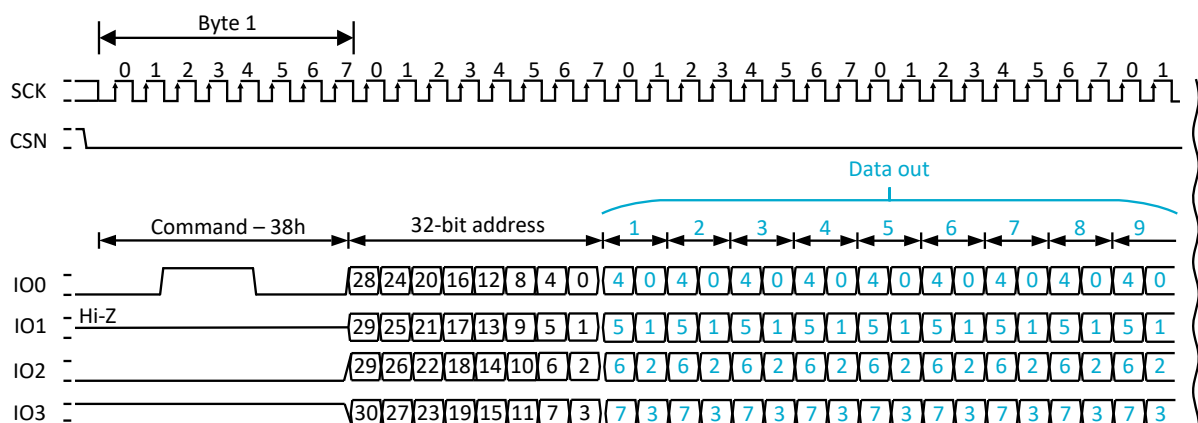 Byte 1
0 1 2 3 4 5 6 7 0 1 2 3 4 5 6 7 0 1 2 3 4 5 6 7 0 1 2 3 4 5 6 7 0 1
SCK
CSN
Data out
Command – 38h 32-bit address 1 2 3 4 5 6 7 8 9
IO0 28 24 20 16 12 8 4 0 4 0 4 0 4 0 4 0 4 0 4 0 4 0 4 0 4 0
Hi-Z
IO1 29 25 21 17 13 9 5 1 5 1 5 1 5 1 5 1 5 1 5 1 5 1 5 1 5 1
IO2 29 26 22 18 14 10 6 2 6 2 6 2 6 2 6 2 6 2 6 2 6 2 6 2 6 2
IO3 30 27 23 19 15 11 7 3 7 3 7 3 7 3 7 3 7 3 7 3 7 3 7 3 7 3